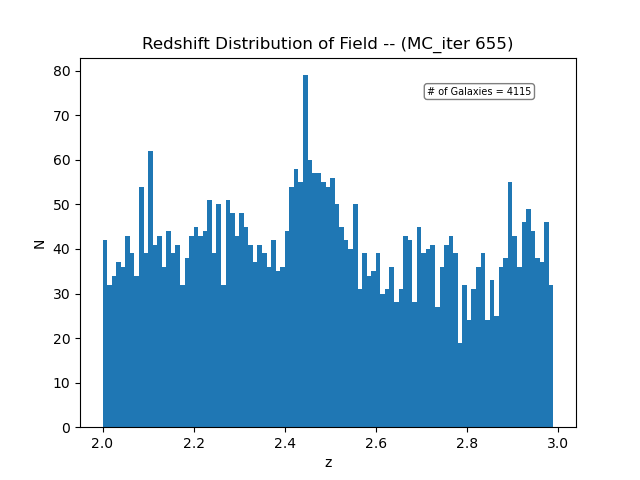 Redshift Distribution of Field -- (MC_iter 655)
# of Galaxies = 4115
80
70
60
50
40
30
20
10
0
N
2.0 2.2 2.4 2.6 2.8 3.0
z